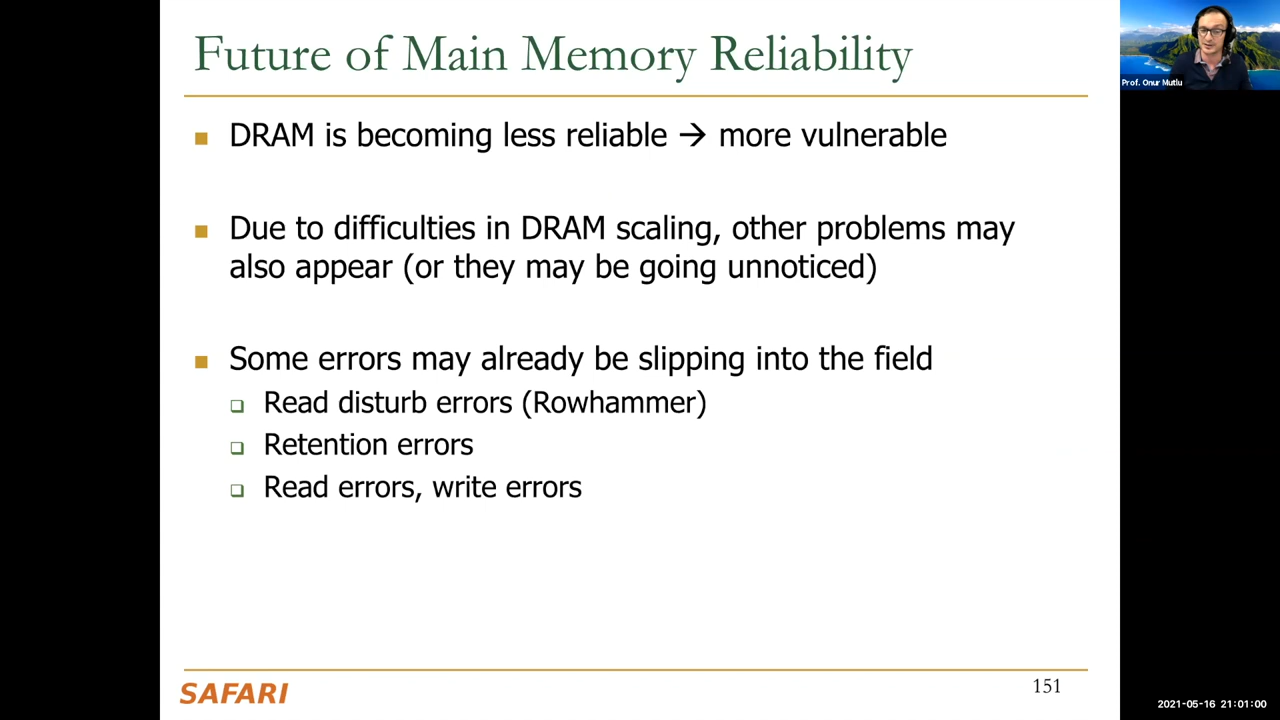 Future of Main Memory Reliability
Prof. Onur Mutlu
DRAM is becoming less reliable → more vulnerable
Due to difficulties in DRAM scaling, other problems may
also appear (or they may be going unnoticed)
Some errors may already be slipping into the field
Read disturb errors (Rowhammer)
Retention errors
Read errors, write errors
SAFARI
151
2021-05-16 21:01:00